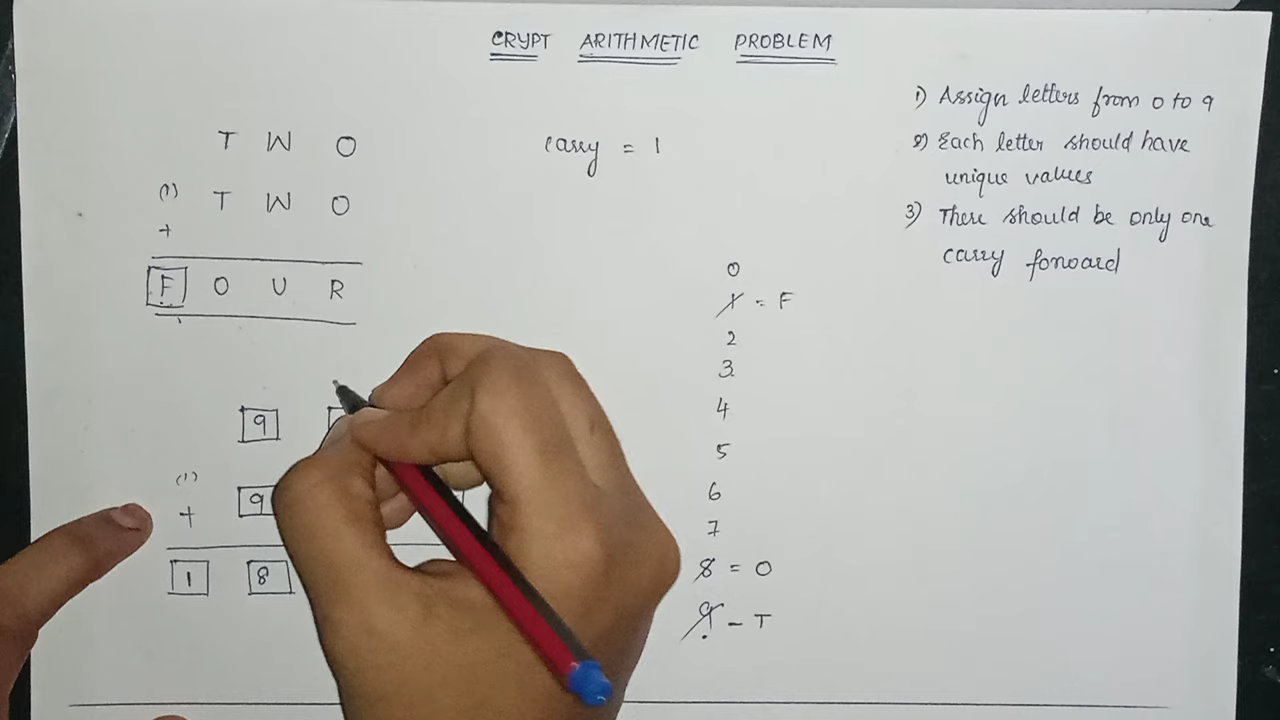 CRYPT ARITHMETIC PROBLEM
1) Assign letters from 0 to 9
2) Each letter should have
unique values
3) There should be only one
carry forward
T W O
carry = 1
(1) T W O
+
F O U R
0
1 = F
2
3
4
5
6
7
8 = O
9 - T
9
(1)
+ 9
1 8